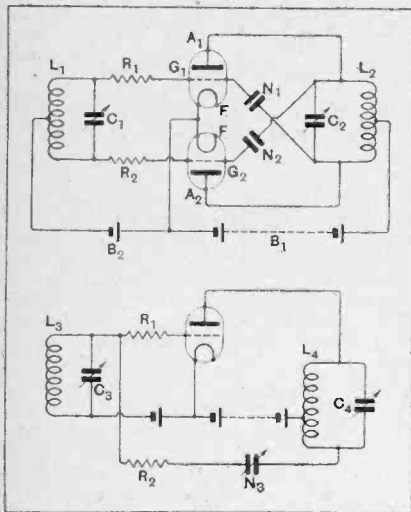 A₁
L₁ R₁ G₁ N₁ L₂
C₁ F C₂
F
R₂ G₂ N₂
A₂
B₂ B₁
L₃ R₁ L₄
C₃ C₄
R₂ N₃